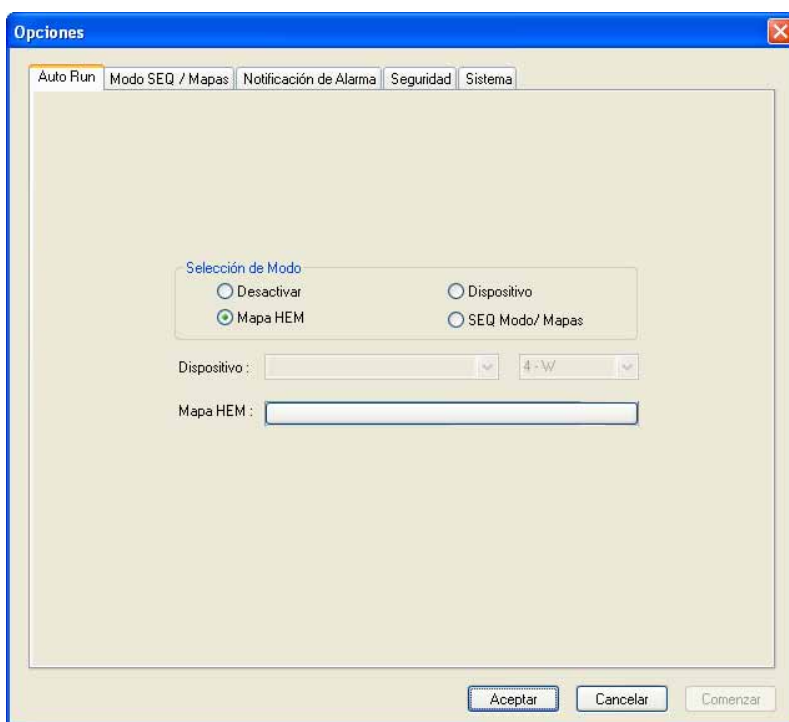 Opciones
Auto Run Modo SEQ / Mapas Notificación de Alarma Seguridad Sistema
Selección de Modo
Desactivar Dispositivo
Mapa HEM SEQ Modo/ Mapas
Dispositivo : 4 - W
Mapa HEM :
Aceptar Cancelar Comenzar